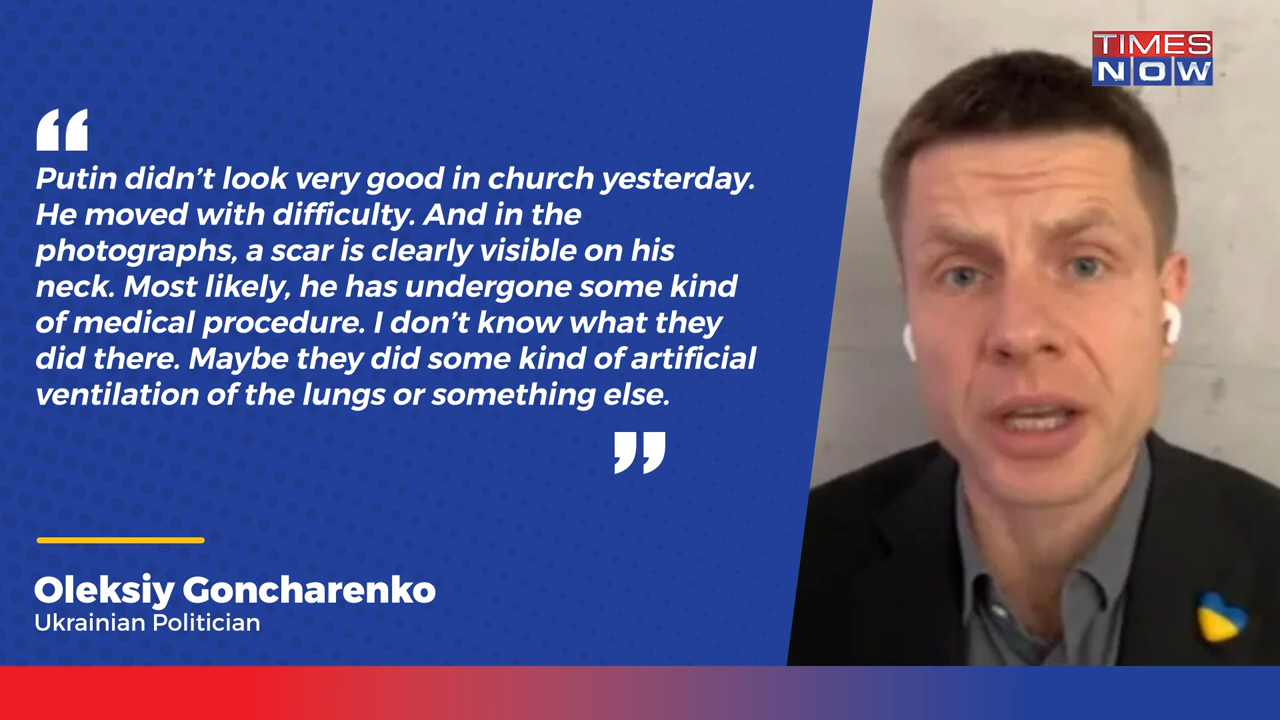 TIMES
NOW
“
Putin didn’t look very good in church yesterday.
He moved with difficulty. And in the
photographs, a scar is clearly visible on his
neck. Most likely, he has undergone some kind
of medical procedure. I don’t know what they
did there. Maybe they did some kind of artificial
ventilation of the lungs or something else.
”
Oleksiy Goncharenko
Ukrainian Politician